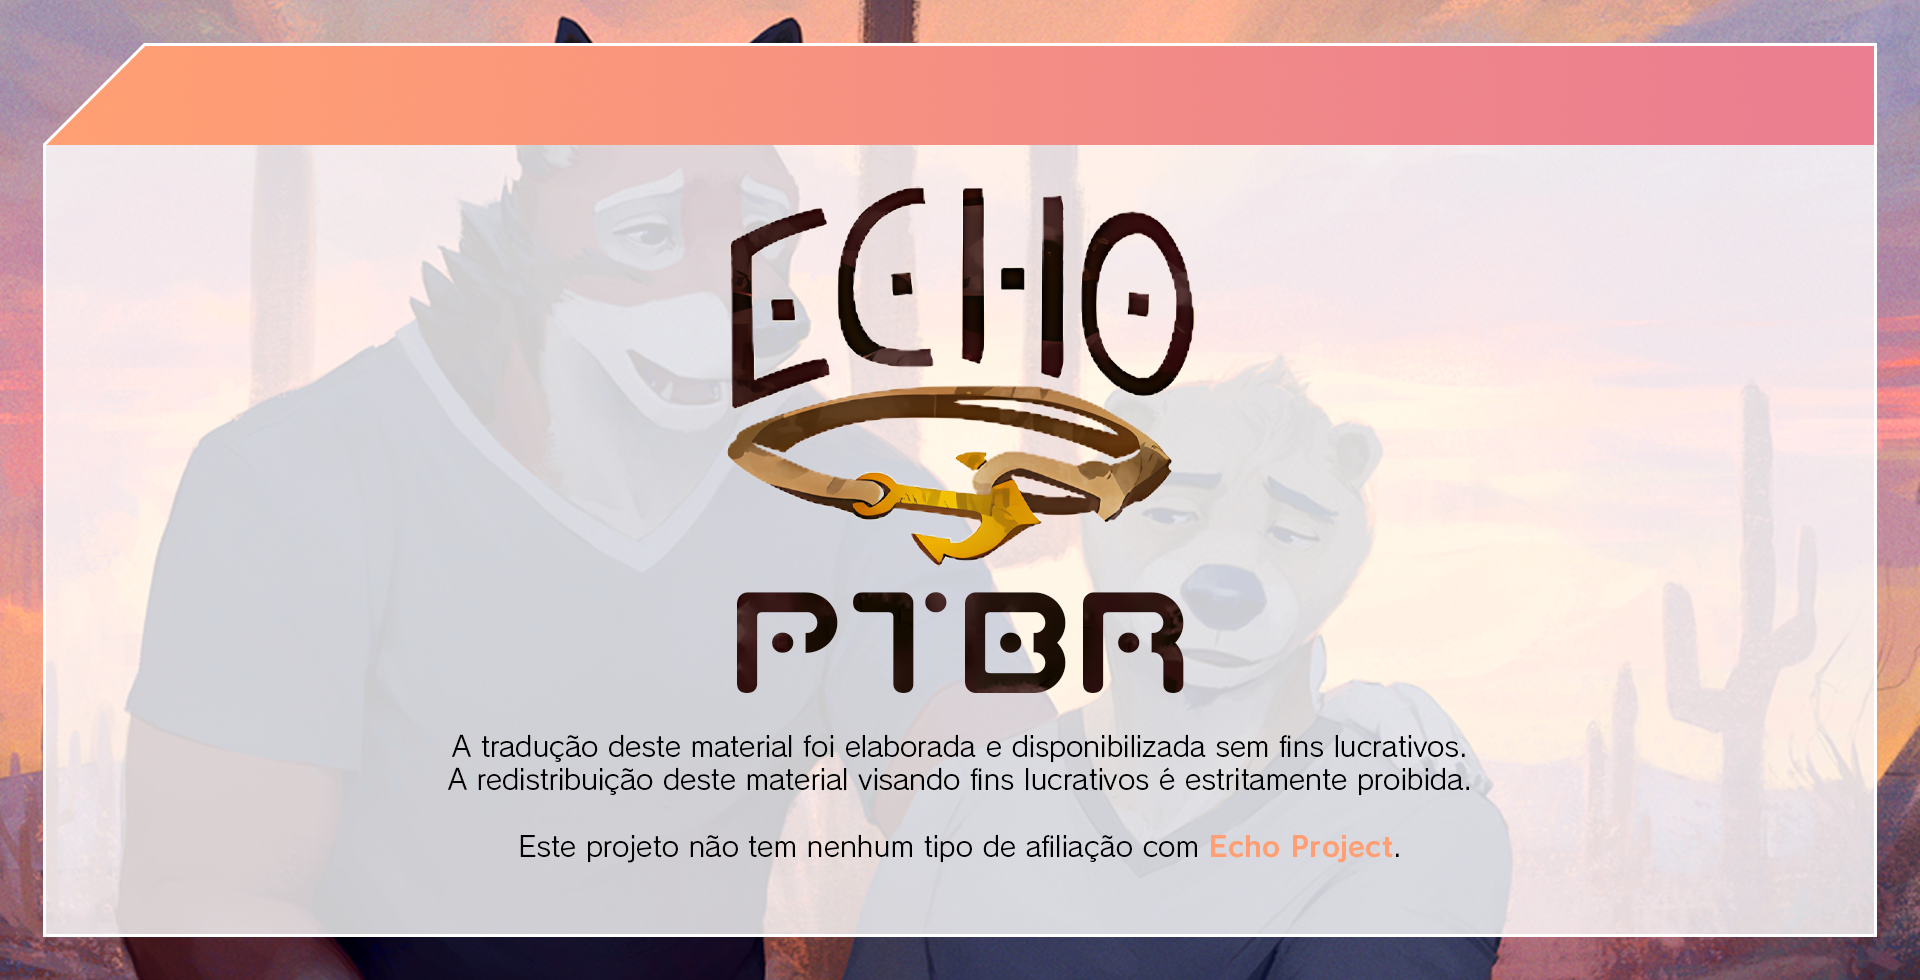 ECHO
PTBR
A tradução deste material foi elaborada e disponibilizada sem fins lucrativos.
A redistribuição deste material visando fins lucrativos é estritamente proibida.
Este projeto não tem nenhum tipo de afiliação com Echo Project.